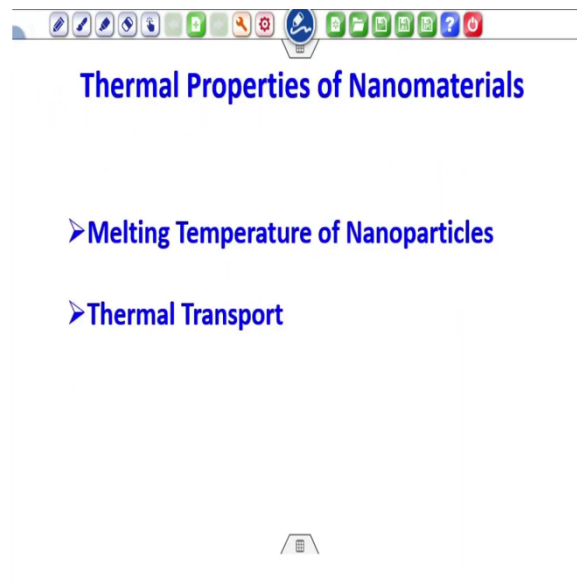 Thermal Properties of Nanomaterials
➢Melting Temperature of Nanoparticles
➢Thermal Transport